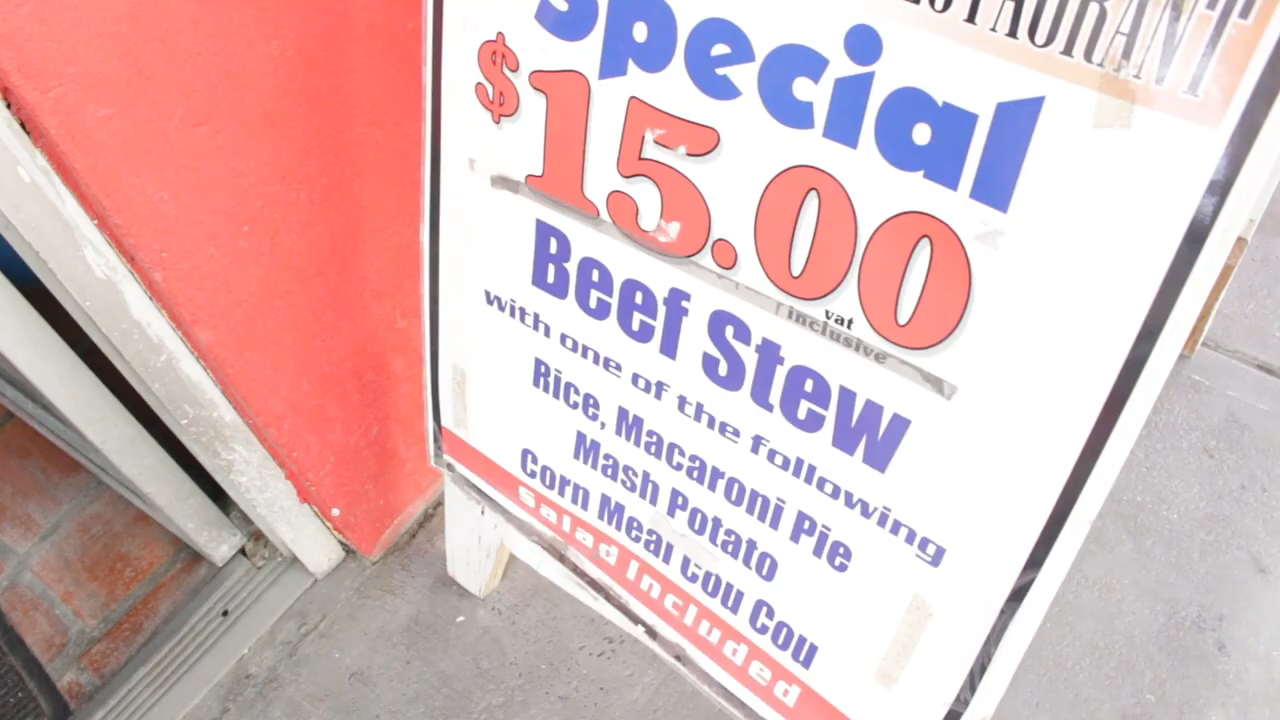 RESTAURANT
Special
$15.00
vat
inclusive
Beef Stew
with one of the following
Rice, Macaroni Pie
Mash Potato
Corn Meal Cou Cou
Salad Included